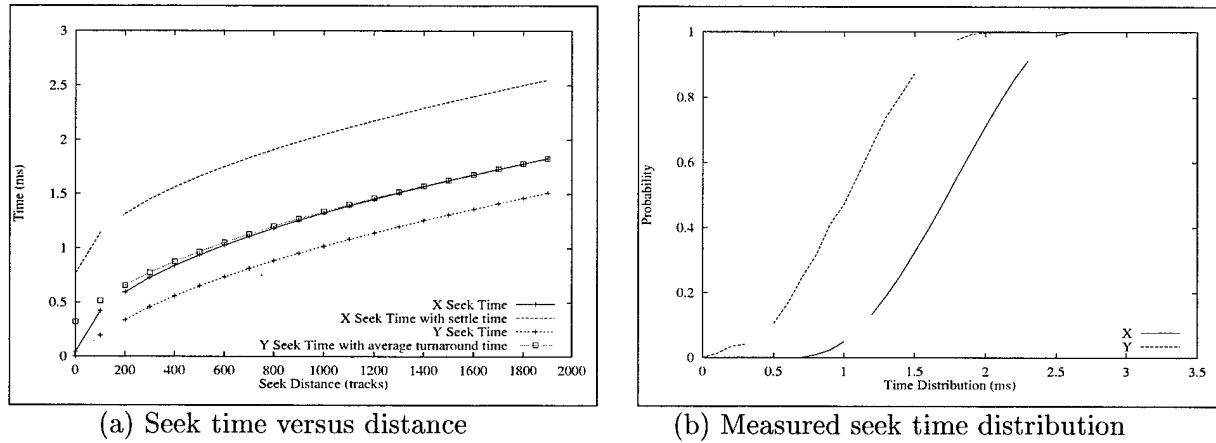 3
2.5
2
1.5
1
0.5
0
Time (ms)
0 200 400 600 800 1000 1200 1400 1600 1800 2000
Seek Distance (tracks)
X Seek Time
X Seek Time with settle time
Y Seek Time
Y Seek Time with average turnaround time
(a) Seek time versus distance
1
0.8
0.6
0.4
0.2
0
Probability
0 0.5 1 1.5 2 2.5 3 3.5
Time Distribution (ms)
X
Y
(b) Measured seek time distribution